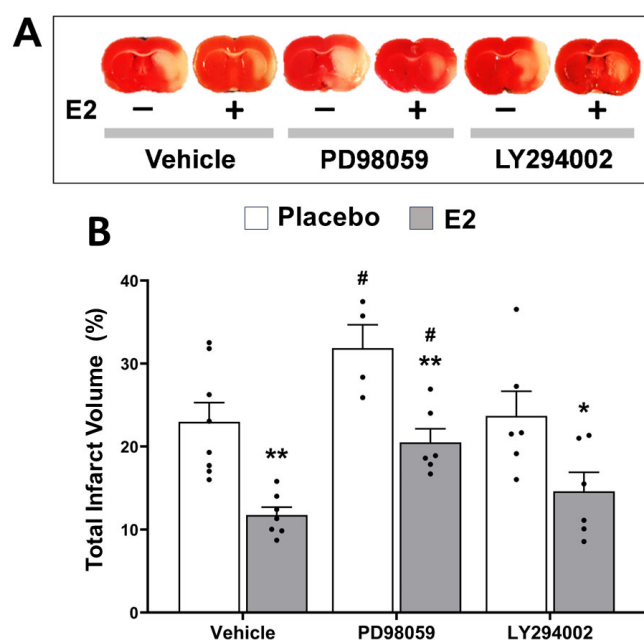 A
E2 − + − + − +
Vehicle PD98059 LY294002
Placebo E2
B
Total Infarct Volume (%)
40
30
20
10
0
#
#
**
**
*
Vehicle PD98059 LY294002